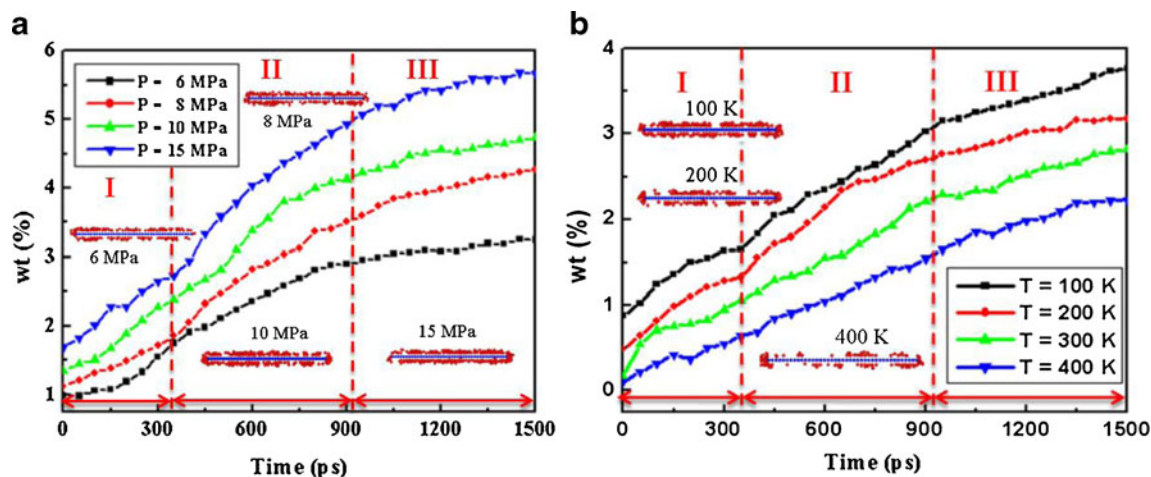 a
6
5
4
3
2
1
wt (%)
P = 6 MPa
P = 8 MPa
P = 10 MPa
P = 15 MPa
I
II
III
8 MPa
6 MPa
10 MPa
15 MPa
0
300
600
900
1200
1500
Time (ps)
b
4
3
2
1
0
wt (%)
I
II
III
100 K
200 K
400 K
T = 100 K
T = 200 K
T = 300 K
T = 400 K
0
300
600
900
1200
1500
Time (ps)